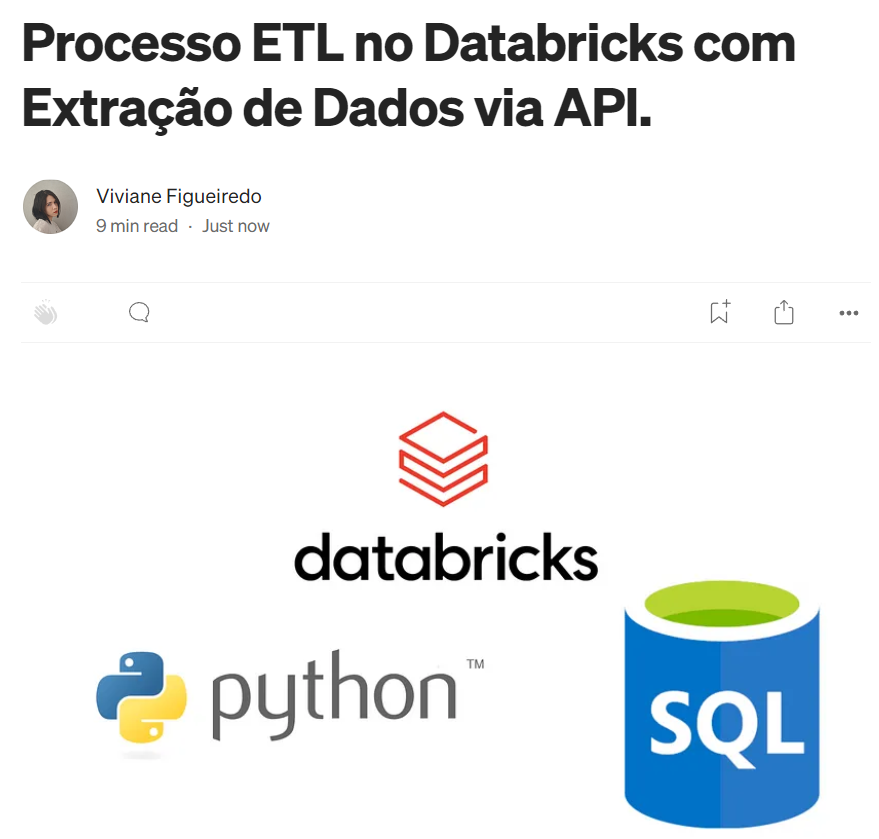 Processo ETL no Databricks com
Extração de Dados via API.
Viviane Figueiredo
9 min read · Just now
databricks
python™
SQL